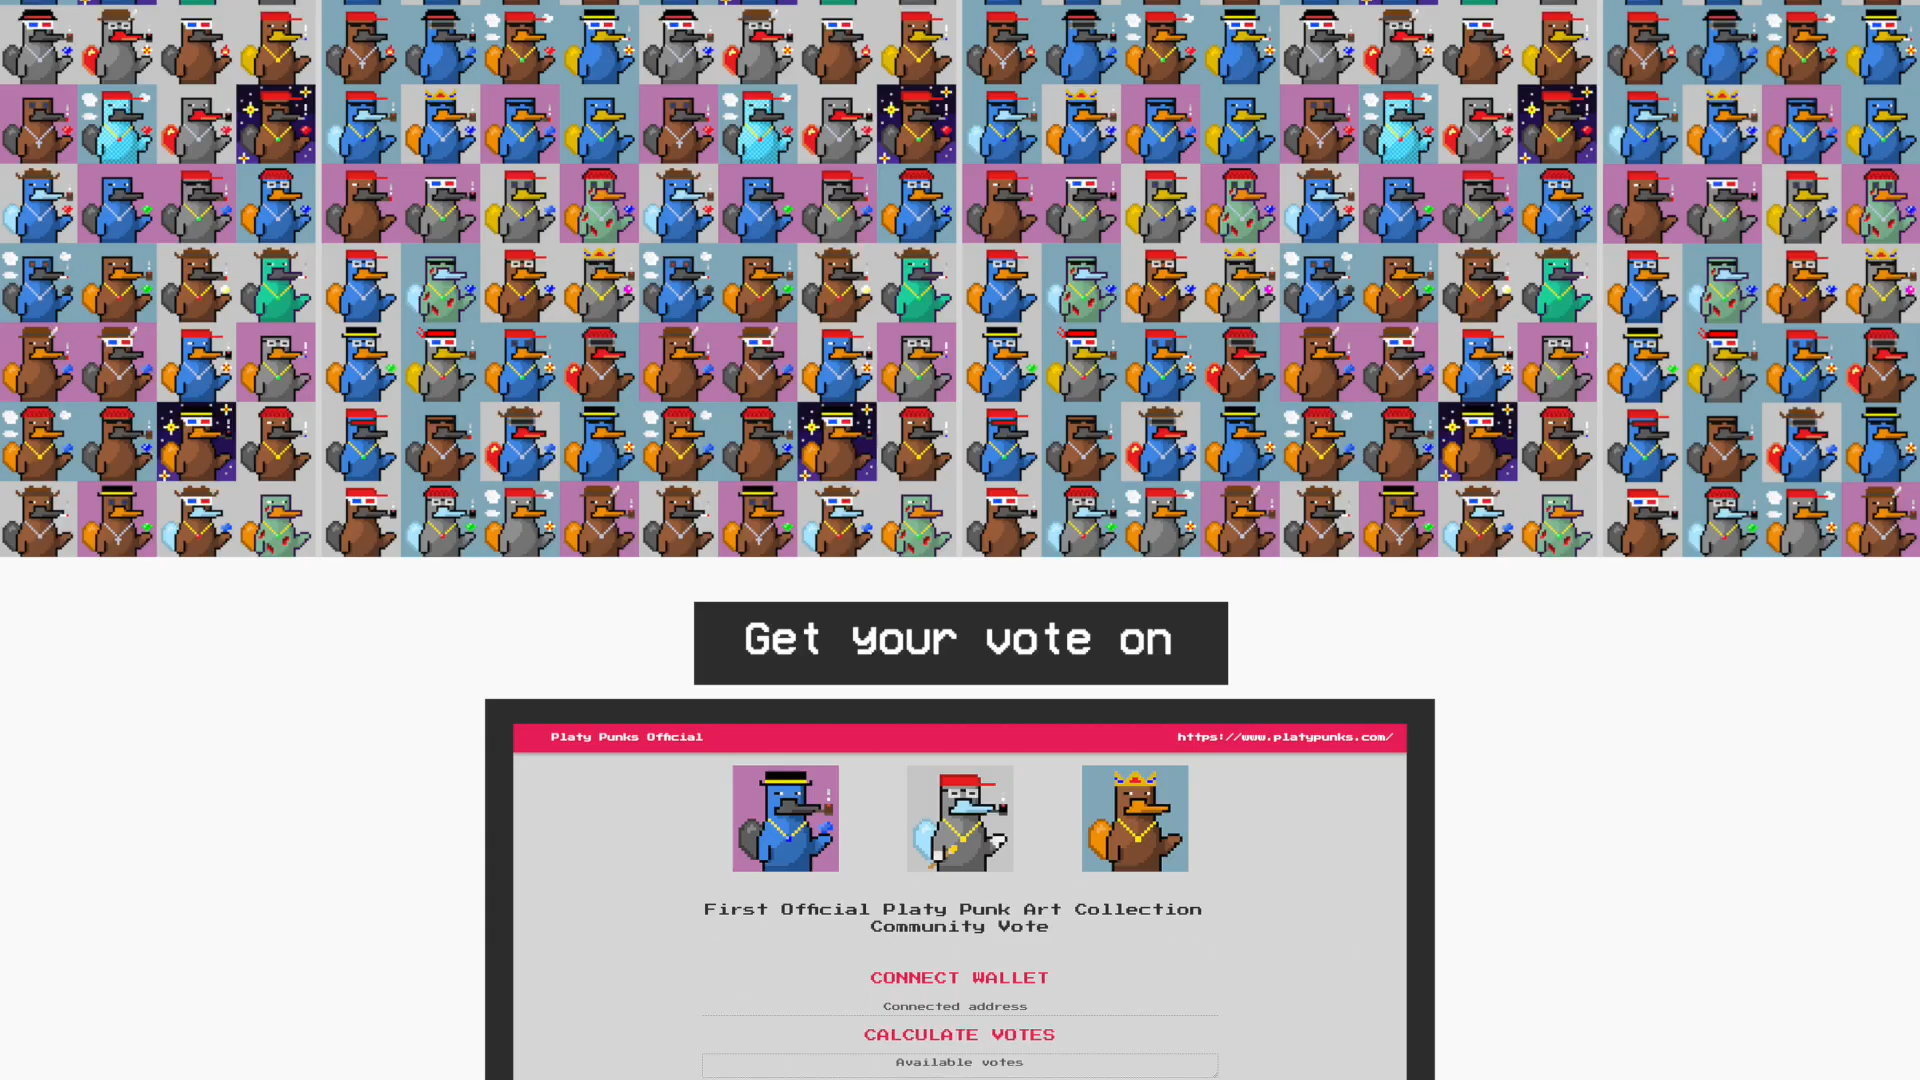 Get your vote on
Platy Punks Official
https://www.platypunks.com/
First Official Platy Punk Art Collection
Community Vote
CONNECT WALLET
Connected address
CALCULATE VOTES
Available votes